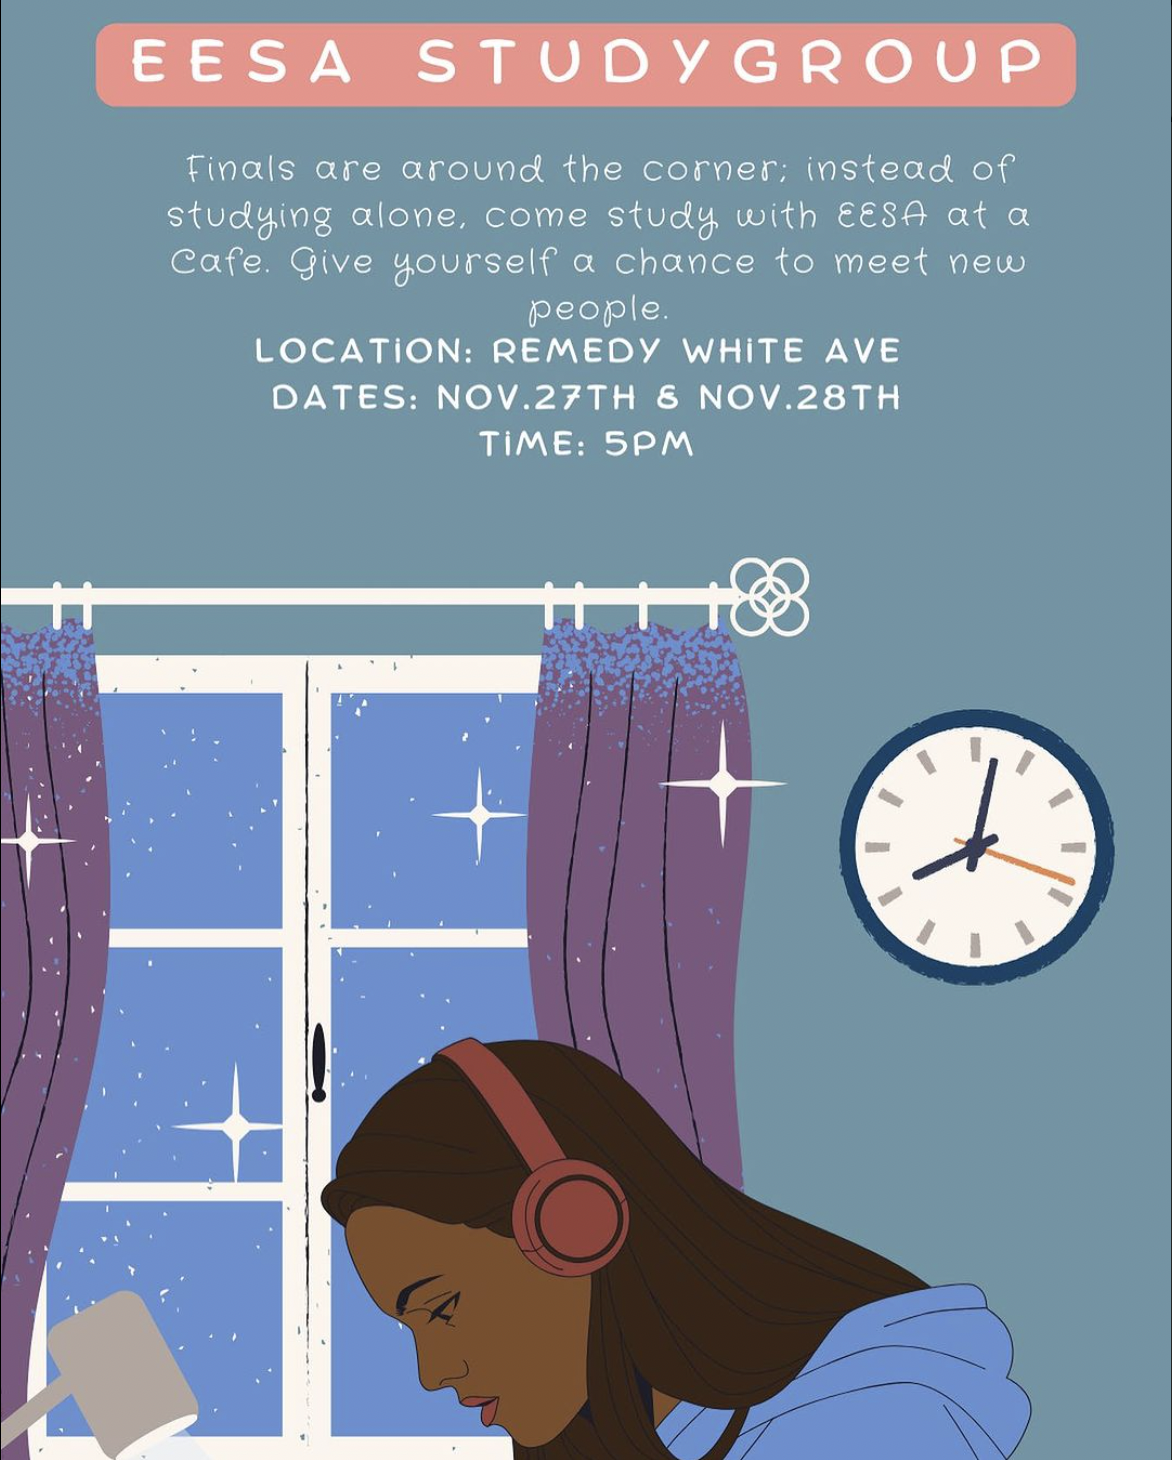 EESA STUDYGROUP
Finals are around the corner; instead of
studying alone, come study with EESA at a
Cafe. Give yourself a chance to meet new
people.
LOCATION: REMEDY WHITE AVE
DATES: NOV.27TH & NOV.28TH
TIME: 5PM